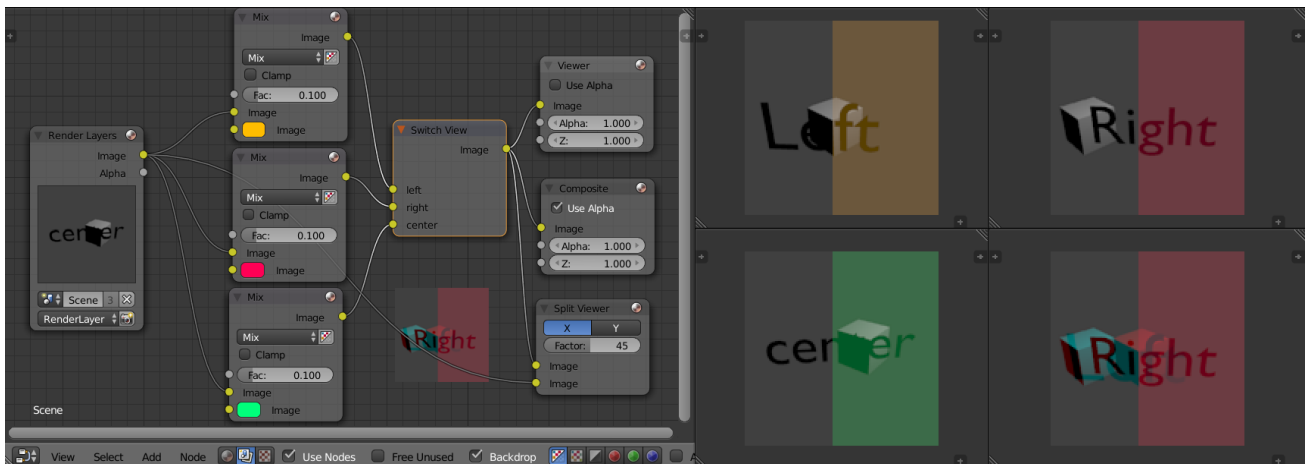 Render Layers
Image
Alpha
center
Scene 3
RenderLayer
Mix
Image
Mix
Clamp
Fac: 0.100
Image
Image
Mix
Image
Mix
Clamp
Fac: 0.100
Image
Image
Mix
Image
Mix
Clamp
Fac: 0.100
Image
Image
Switch View
Image
left
right
center
Right
Viewer
Use Alpha
Image
Alpha: 1.000
Z: 1.000
Composite
Use Alpha
Image
Alpha: 1.000
Z: 1.000
Split Viewer
X Y
Factor: 45
Image
Image
Scene
View Select Add Node Use Nodes Free Unused Backdrop A
Left
Right
center
Right